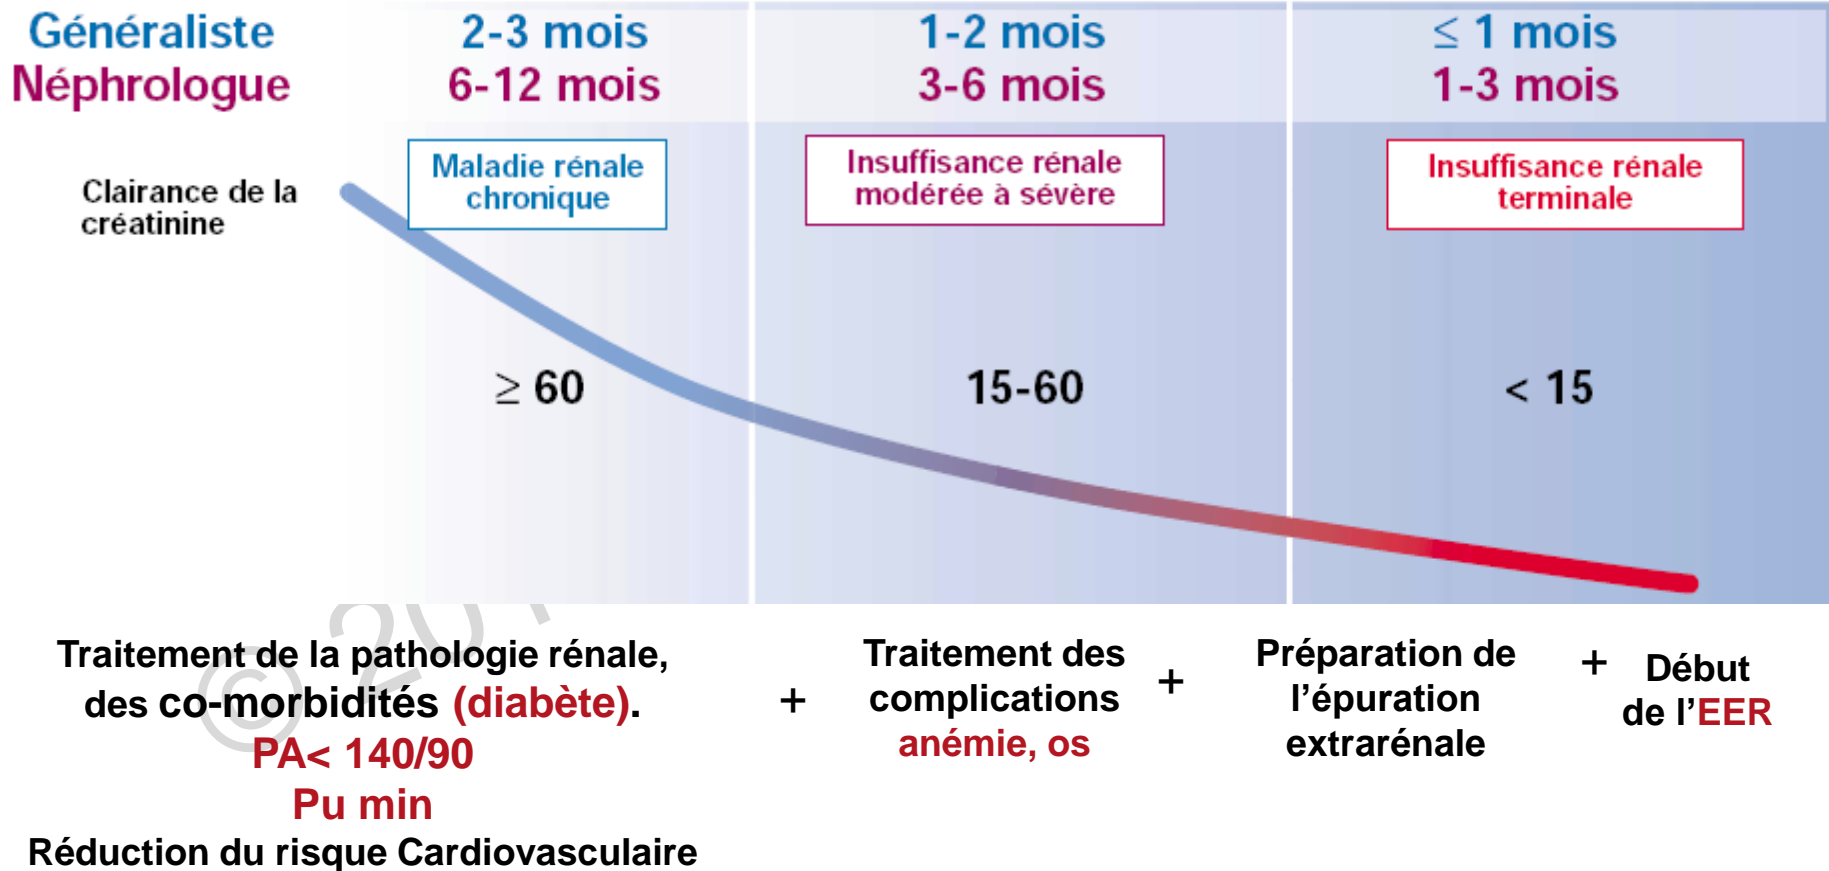 Généraliste 2-3 mois 1-2 mois ≤ 1 mois
Néphrologue 6-12 mois 3-6 mois 1-3 mois
Clairance de la
créatinine
Maladie rénale
chronique
Insuffisance rénale
modérée à sévère
Insuffisance rénale
terminale
≥ 60 15-60 < 15
Traitement de la pathologie rénale,
des co-morbidités (diabète).
PA< 140/90
Pu min
Réduction du risque Cardiovasculaire
+
Traitement des
complications
anémie, os
+
Préparation de
l’épuration
extrarénale
+
Début
de l’EER
©